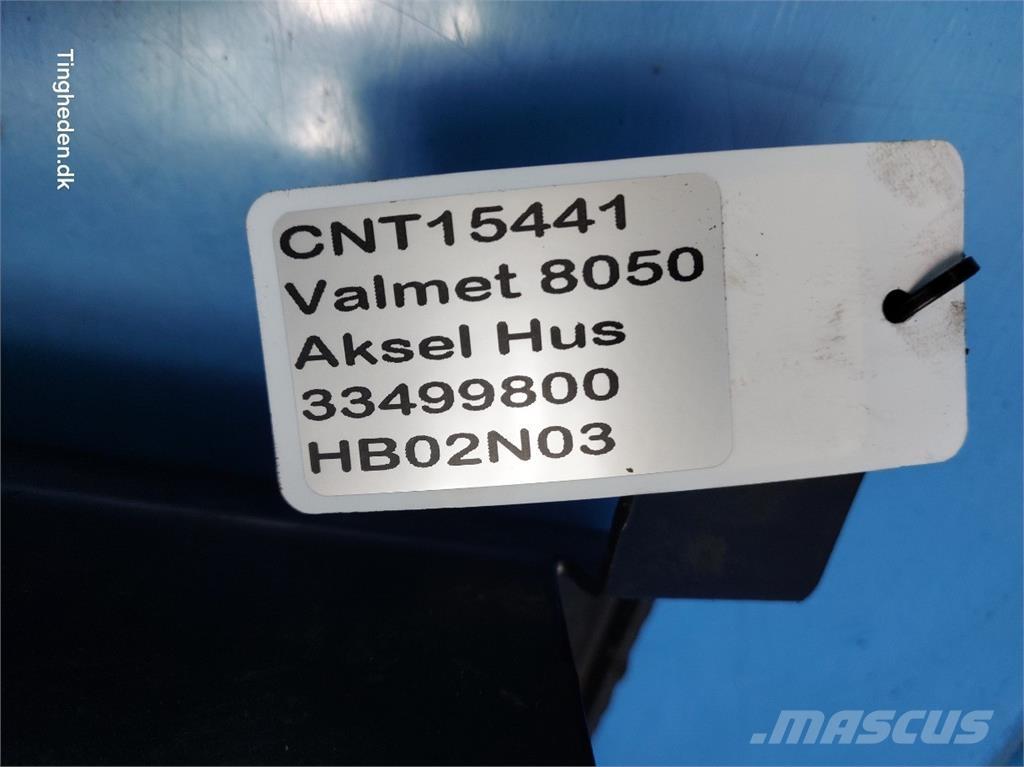 Tingheden.dk
CNT15441
Valmet 8050
Aksel Hus
33499800
HB02N03
.MASCUS